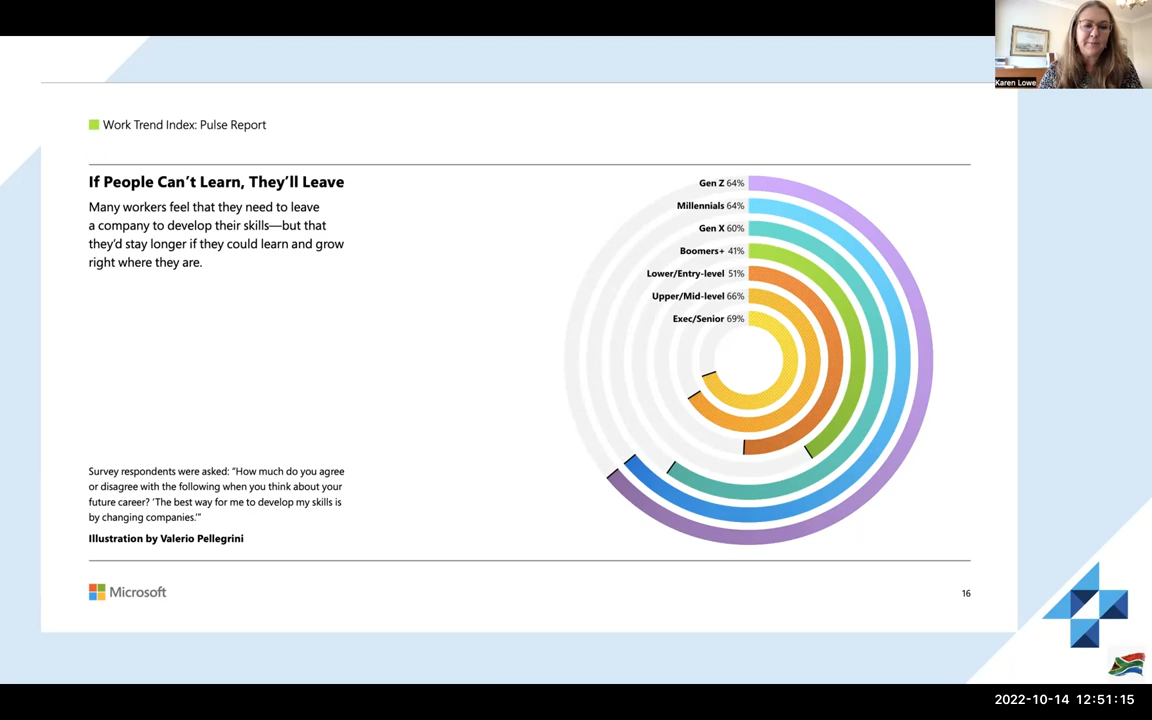 Karen Lowe
Work Trend Index: Pulse Report
If People Can’t Learn, They’ll Leave
Many workers feel that they need to leave
a company to develop their skills—but that
they’d stay longer if they could learn and grow
right where they are.
Gen Z 64%
Millennials 64%
Gen X 60%
Boomers+ 41%
Lower/Entry-level 51%
Upper/Mid-level 66%
Exec/Senior 69%
Survey respondents were asked: “How much do you agree
or disagree with the following when you think about your
future career? ‘The best way for me to develop my skills is
by changing companies.’”
Illustration by Valerio Pellegrini
Microsoft
16
2022-10-14 12:51:15